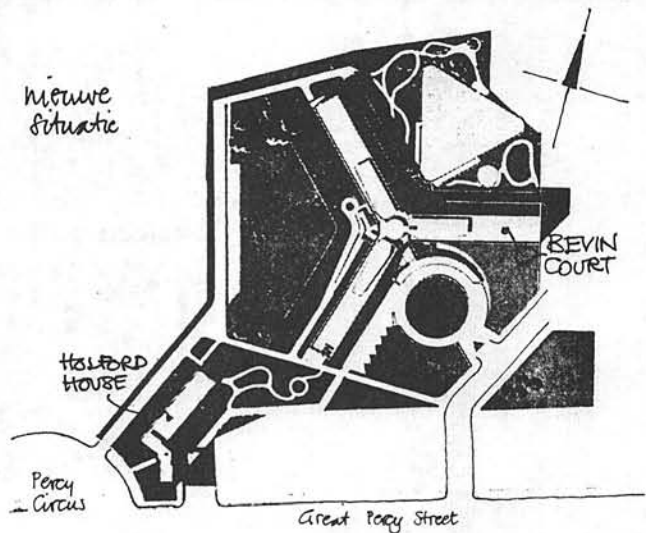 nieuwe
situatie
BEVIN
COURT
HOLFORD
HOUSE
Percy
Circus
Great Percy Street